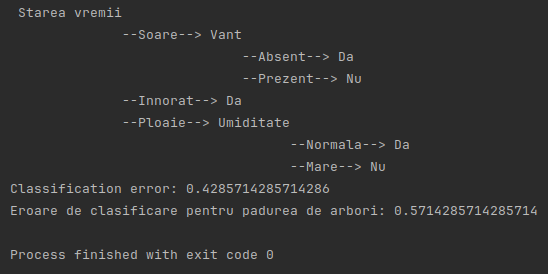 Starea vremii
--Soare--> Vant
--Absent--> Da
--Prezent--> Nu
--Innorat--> Da
--Ploaie--> Umiditate
--Normala--> Da
--Mare--> Nu
Classification error: 0.4285714285714286
Eroare de clasificare pentru padurea de arbori: 0.5714285714285714
Process finished with exit code 0